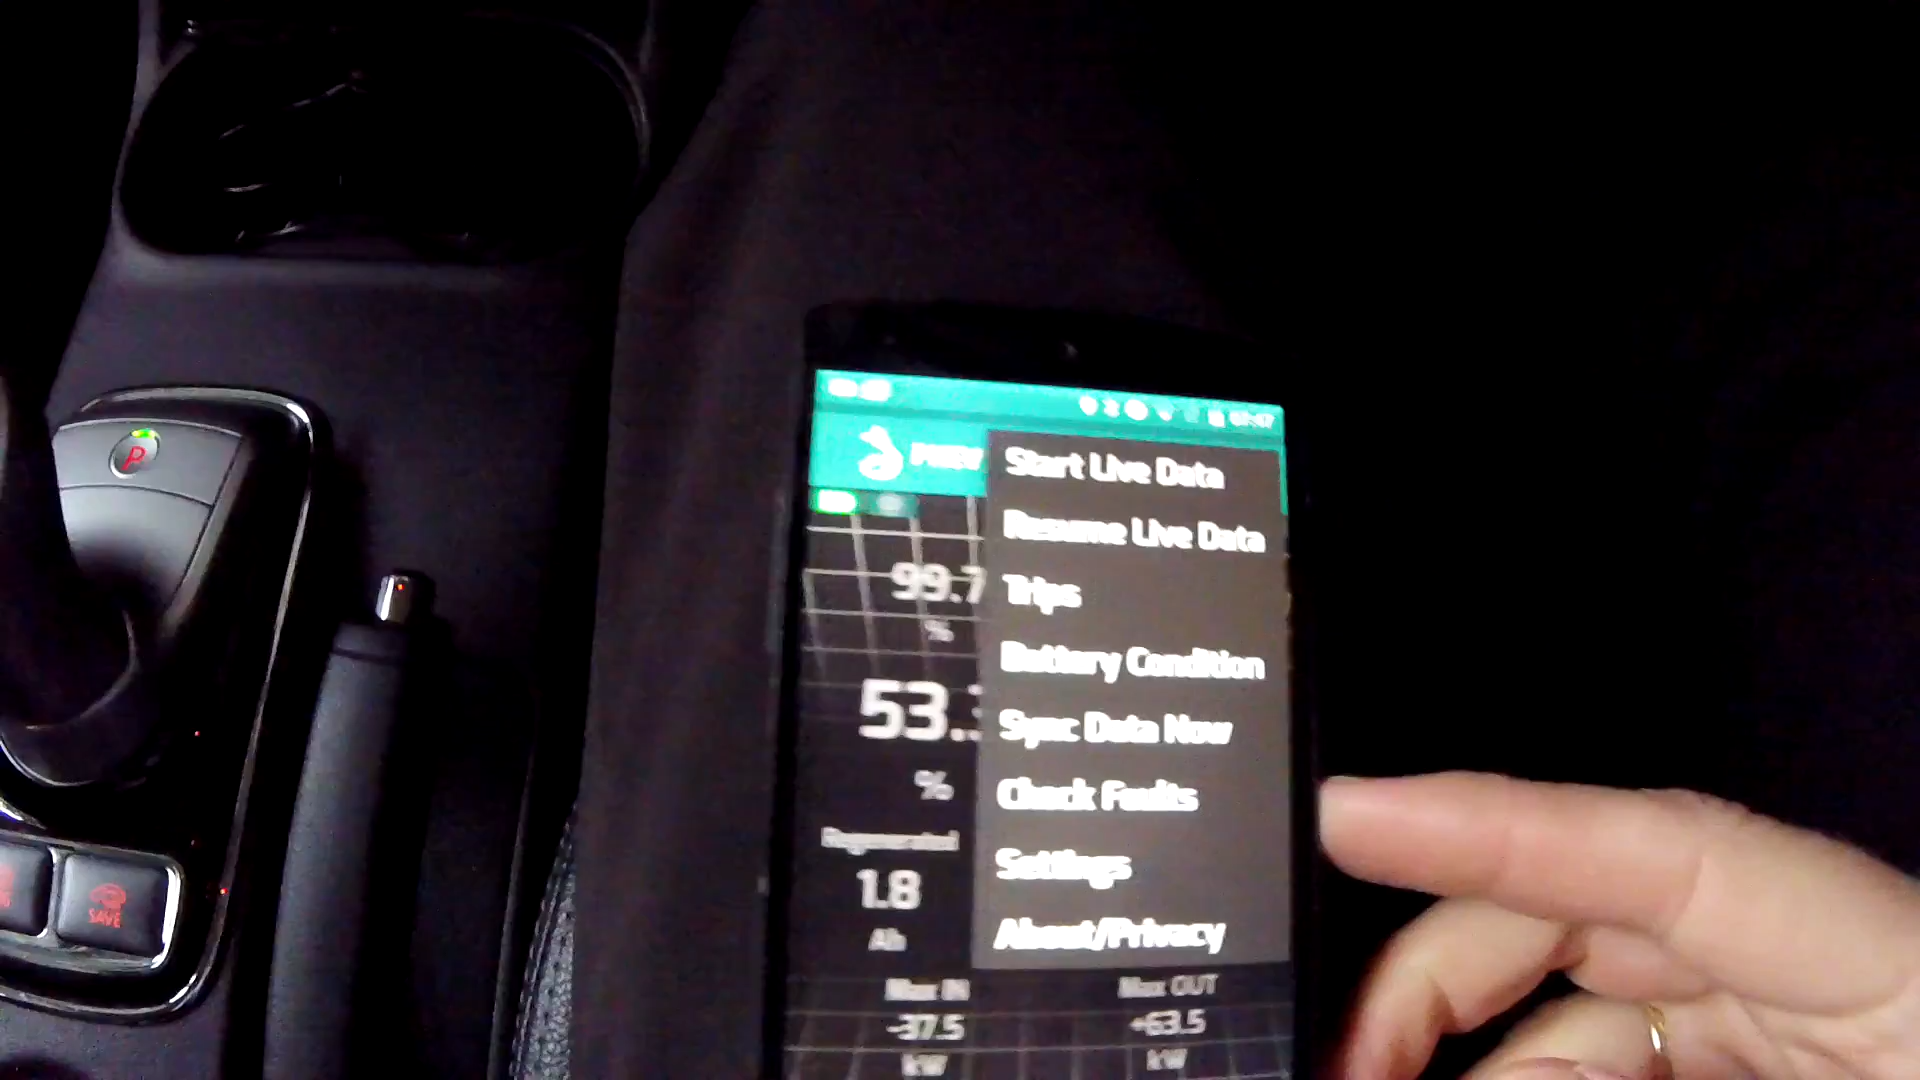 PHEV
Start Live Data
Resume Live Data
99.7
Trips
%
Battery Condition
53.
Sync Data Now
%
Check Faults
Regenerated
Settings
1.8
Ah
About/Privacy
Max IN
Max OUT
-37.5
+63.5
kW
kW
P
SAVE